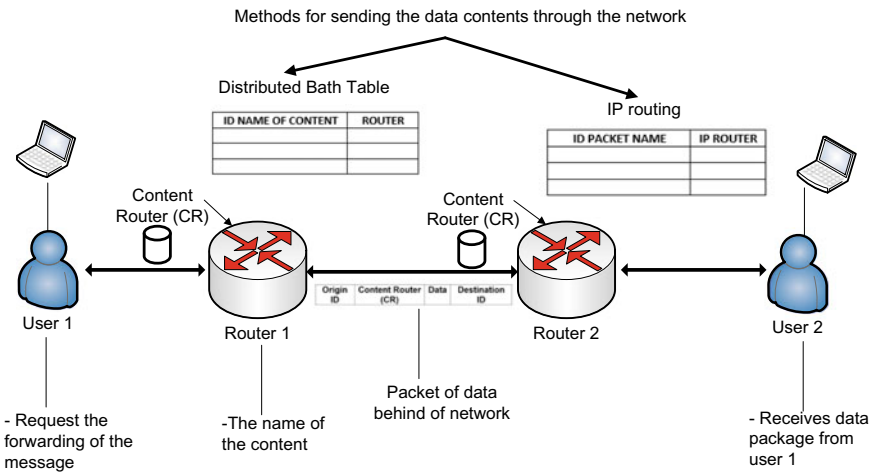 Methods for sending the data contents through the network
Distributed Bath Table
ID NAME OF CONTENT ROUTER
IP routing
ID PACKET NAME IP ROUTER
Content
Router (CR)
Content
Router (CR)
Origin
ID
Content Router
(CR)
Data
Destination
ID
User 1
Router 1
Router 2
User 2
- Request the
forwarding of the
message
-The name of
the content
Packet of data
behind of network
- Receives data
package from
user 1